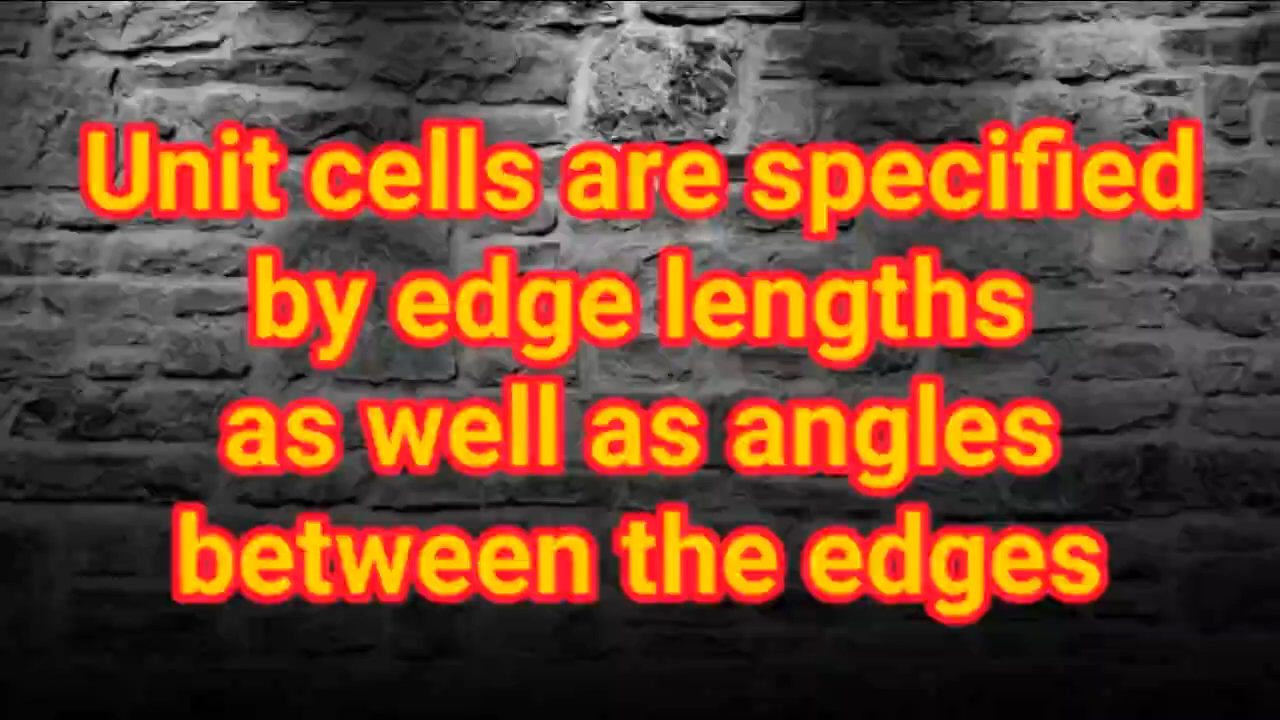 Unit cells are specified
by edge lengths
as well as angles
between the edges